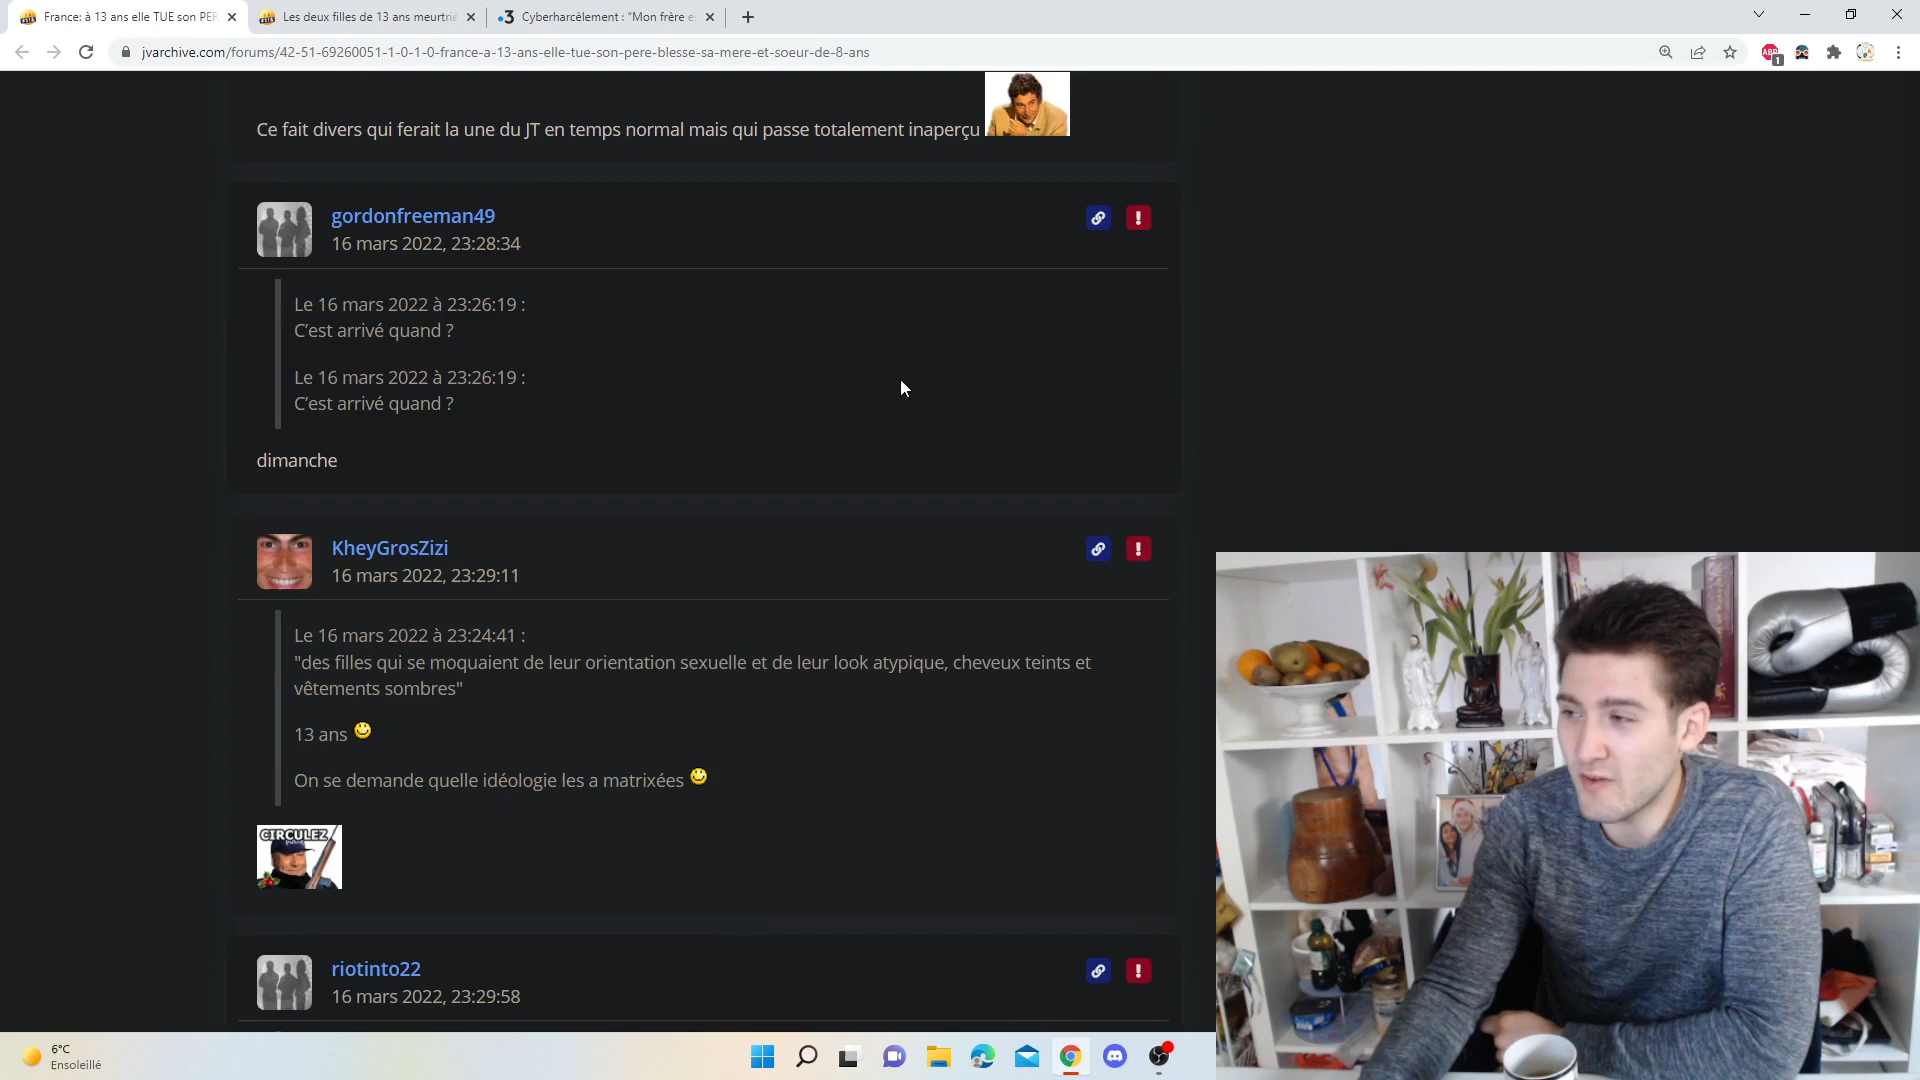 France: à 13 ans elle TUE son PER
Les deux filles de 13 ans meurtriè
Cyberharcèlement : "Mon frère e
jvarchive.com/forums/42-51-69260051-1-0-1-0-france-a-13-ans-elle-tue-son-pere-blesse-sa-mere-et-soeur-de-8-ans
ABP
1
Ce fait divers qui ferait la une du JT en temps normal mais qui passe totalement inaperçu
gordonfreeman49
16 mars 2022, 23:28:34
Le 16 mars 2022 à 23:26:19 :
C'est arrivé quand ?
Le 16 mars 2022 à 23:26:19 :
C'est arrivé quand ?
dimanche
KheyGrosZizi
16 mars 2022, 23:29:11
Le 16 mars 2022 à 23:24:41 :
"des filles qui se moquaient de leur orientation sexuelle et de leur look atypique, cheveux teints et
vêtements sombres"
13 ans
On se demande quelle idéologie les a matrixées
CIRCULEZ
riotinto22
16 mars 2022, 23:29:58
6°C
Ensoleillé